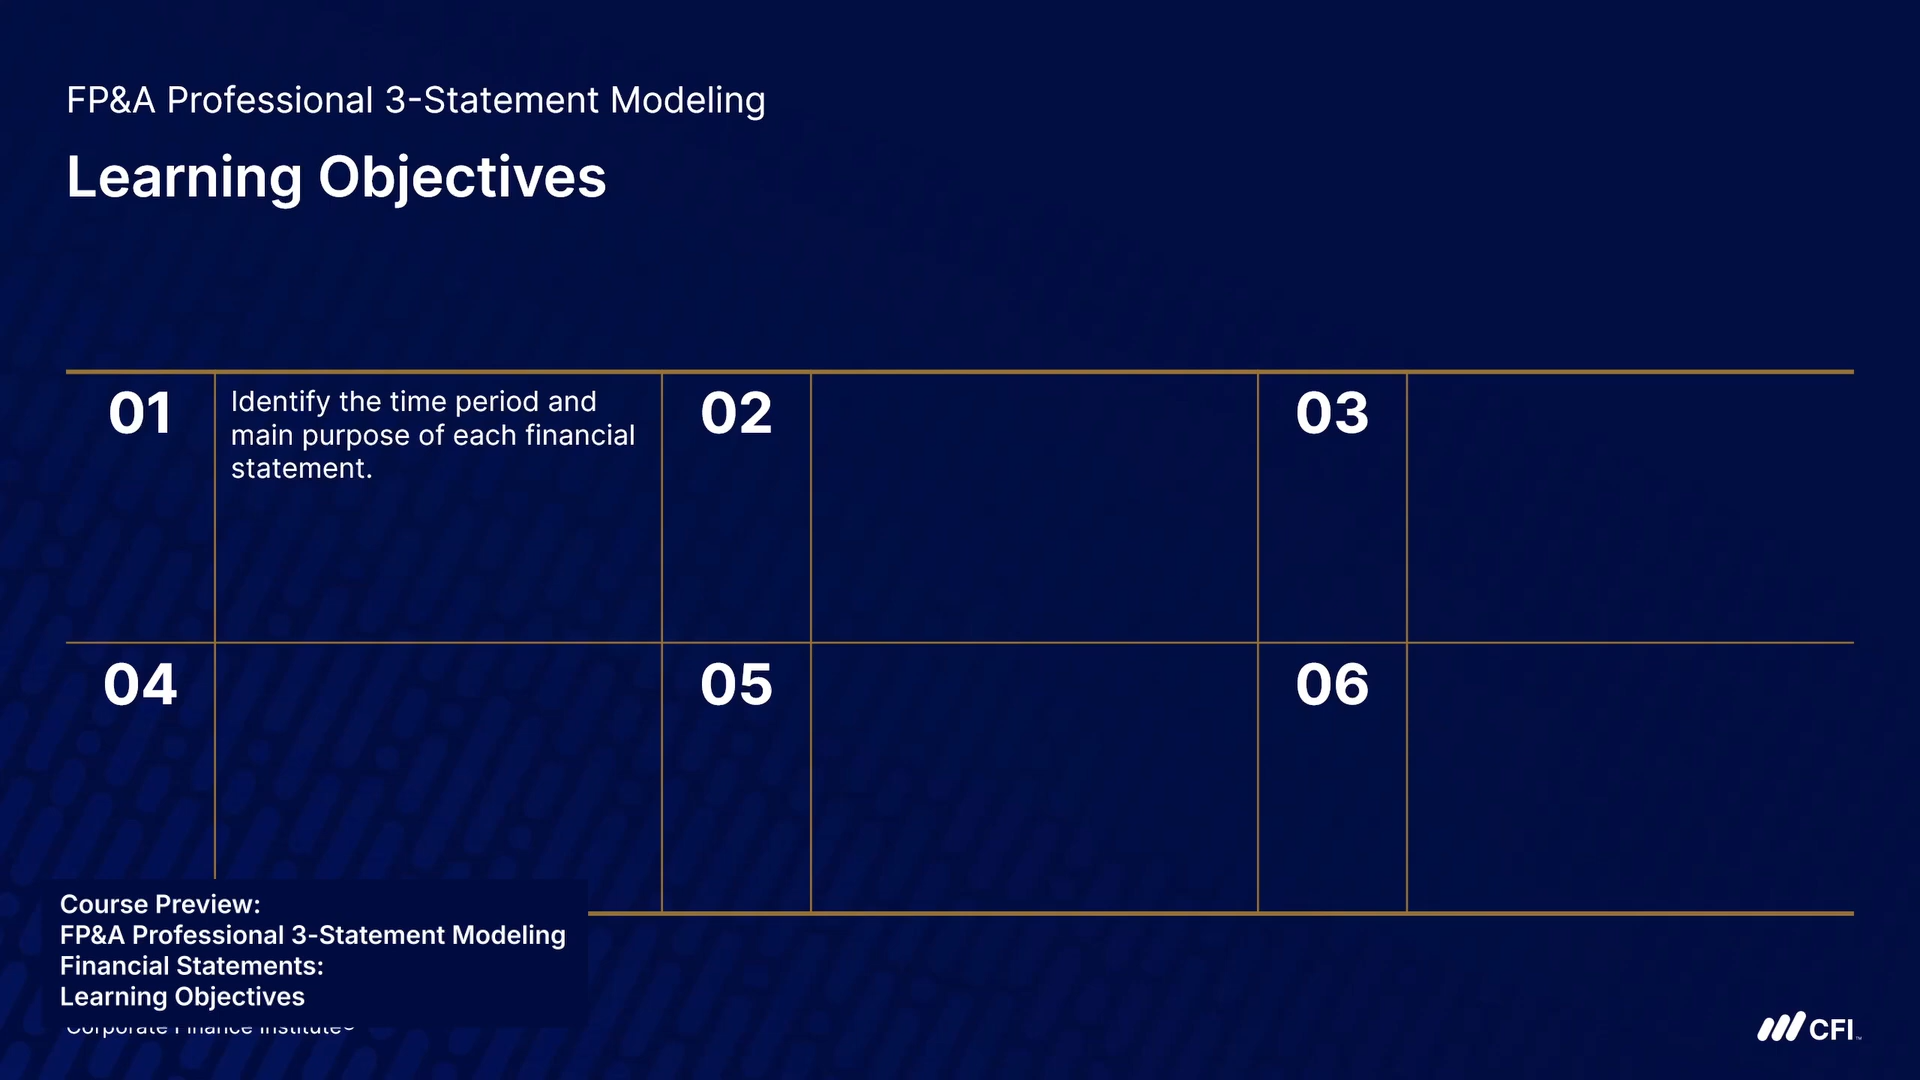 FP&A Professional 3-Statement Modeling
Learning Objectives
01
Identify the time period and
main purpose of each financial
statement.
02
03
04
05
06
Course Preview:
FP&A Professional 3-Statement Modeling
Financial Statements:
Learning Objectives
Corporate Finance Institute®
CFI™